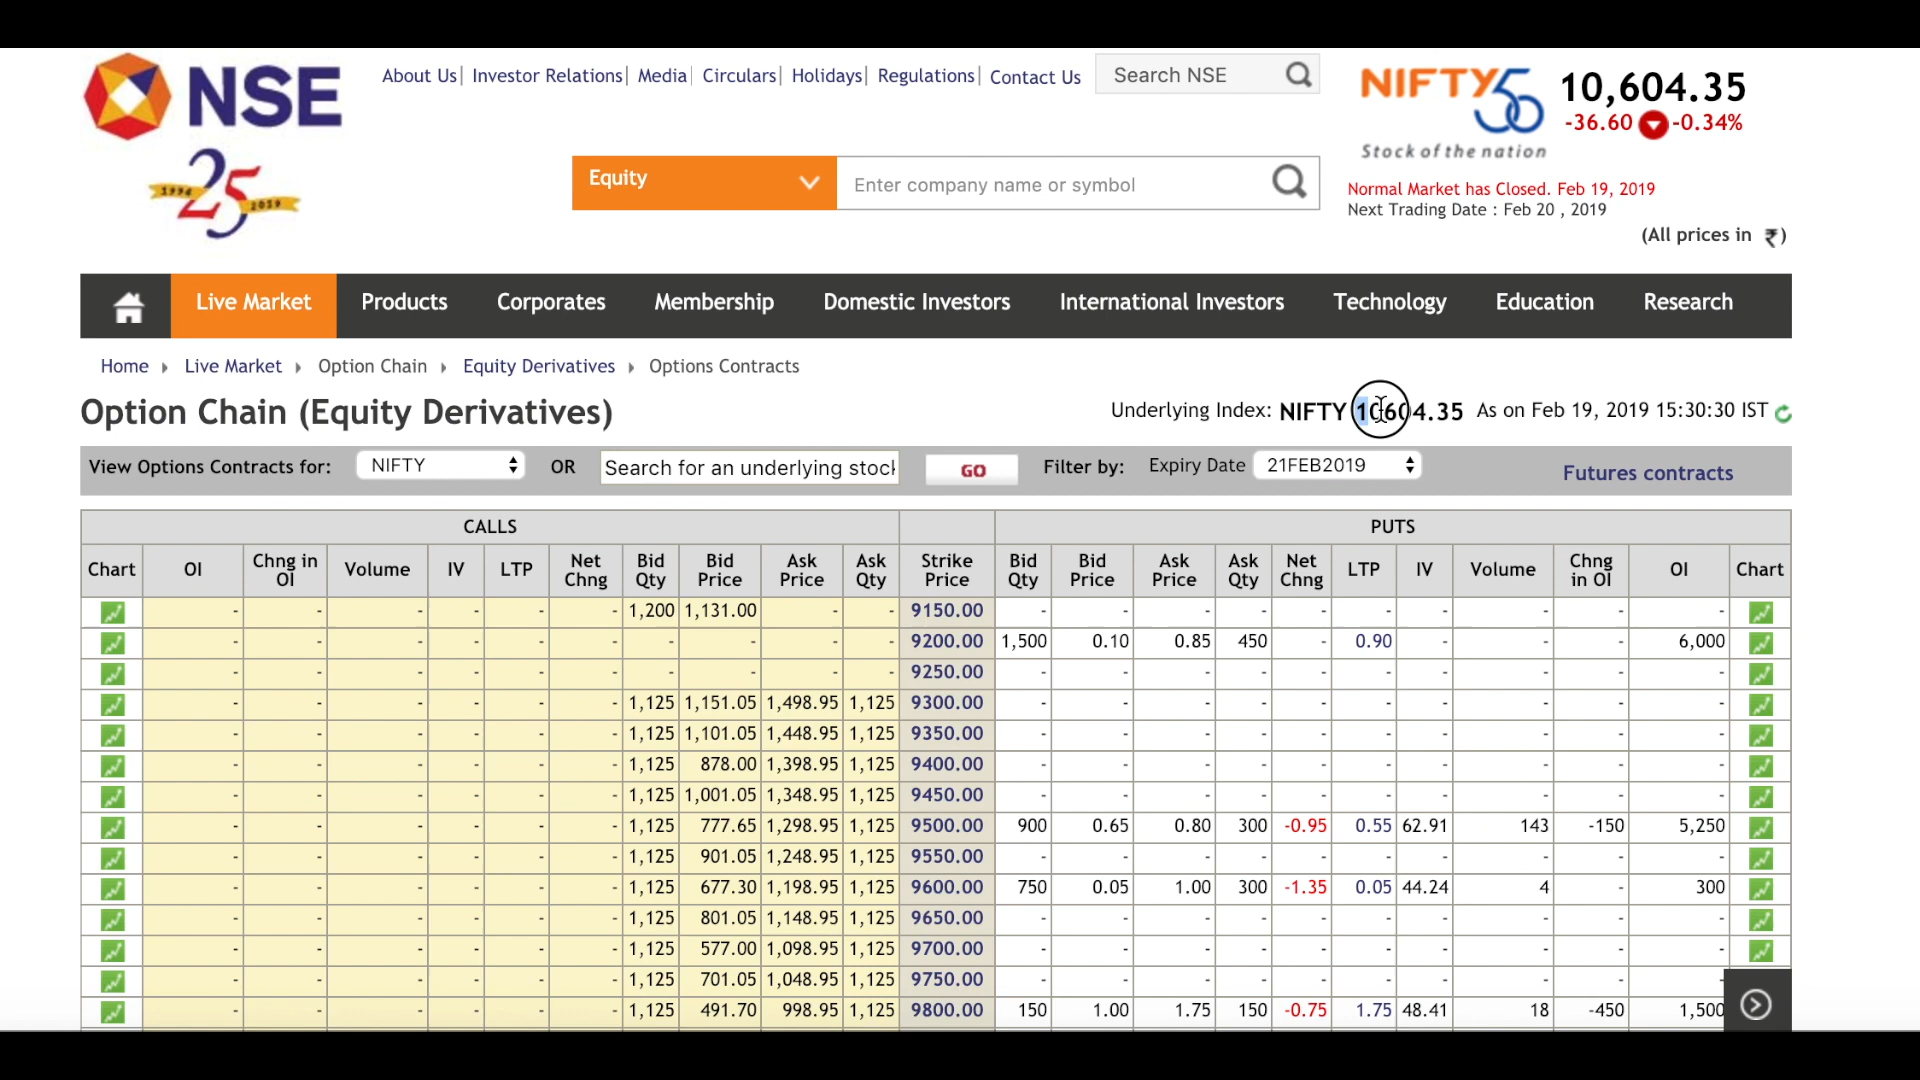 NSE
1994 25 2019
About Us | Investor Relations | Media | Circulars | Holidays | Regulations | Contact Us
Search NSE
NIFTY 50
Stock of the nation
10,604.35
-36.60 -0.34%
Equity
Enter company name or symbol
Normal Market has Closed. Feb 19, 2019
Next Trading Date : Feb 20 , 2019
(All prices in ₹)
Live Market Products Corporates Membership Domestic Investors International Investors Technology Education Research
Home Live Market Option Chain Equity Derivatives Options Contracts
Option Chain (Equity Derivatives)
Underlying Index: NIFTY 10604.35 As on Feb 19, 2019 15:30:30 IST
View Options Contracts for: NIFTY OR Search for an underlying stock GO Filter by: Expiry Date 21FEB2019 Futures contracts
CALLS PUTS
Chart OI Chng in OI Volume IV LTP Net Chng Bid Qty Bid Price Ask Price Ask Qty Strike Price Bid Qty Bid Price Ask Price Ask Qty Net Chng LTP IV Volume Chng in OI OI Chart
- - - - - - 1,200 1,131.00 - - 9150.00 - - - - - - - - - -
- - - - - - - - - - 9200.00 1,500 0.10 0.85 450 - 0.90 - - - 6,000
- - - - - - - - - - 9250.00 - - - - - - - - - -
- - - - - - 1,125 1,151.05 1,498.95 1,125 9300.00 - - - - - - - - - -
- - - - - - 1,125 1,101.05 1,448.95 1,125 9350.00 - - - - - - - - - -
- - - - - - 1,125 878.00 1,398.95 1,125 9400.00 - - - - - - - - - -
- - - - - - 1,125 1,001.05 1,348.95 1,125 9450.00 - - - - - - - - - -
- - - - - - 1,125 777.65 1,298.95 1,125 9500.00 900 0.65 0.80 300 -0.95 0.55 62.91 143 -150 5,250
- - - - - - 1,125 901.05 1,248.95 1,125 9550.00 - - - - - - - - - -
- - - - - - 1,125 677.30 1,198.95 1,125 9600.00 750 0.05 1.00 300 -1.35 0.05 44.24 4 - 300
- - - - - - 1,125 801.05 1,148.95 1,125 9650.00 - - - - - - - - - -
- - - - - - 1,125 577.00 1,098.95 1,125 9700.00 - - - - - - - - - -
- - - - - - 1,125 701.05 1,048.95 1,125 9750.00 - - - - - - - - - -
- - - - - - 1,125 491.70 998.95 1,125 9800.00 150 1.00 1.75 150 -0.75 1.75 48.41 18 -450 1,500